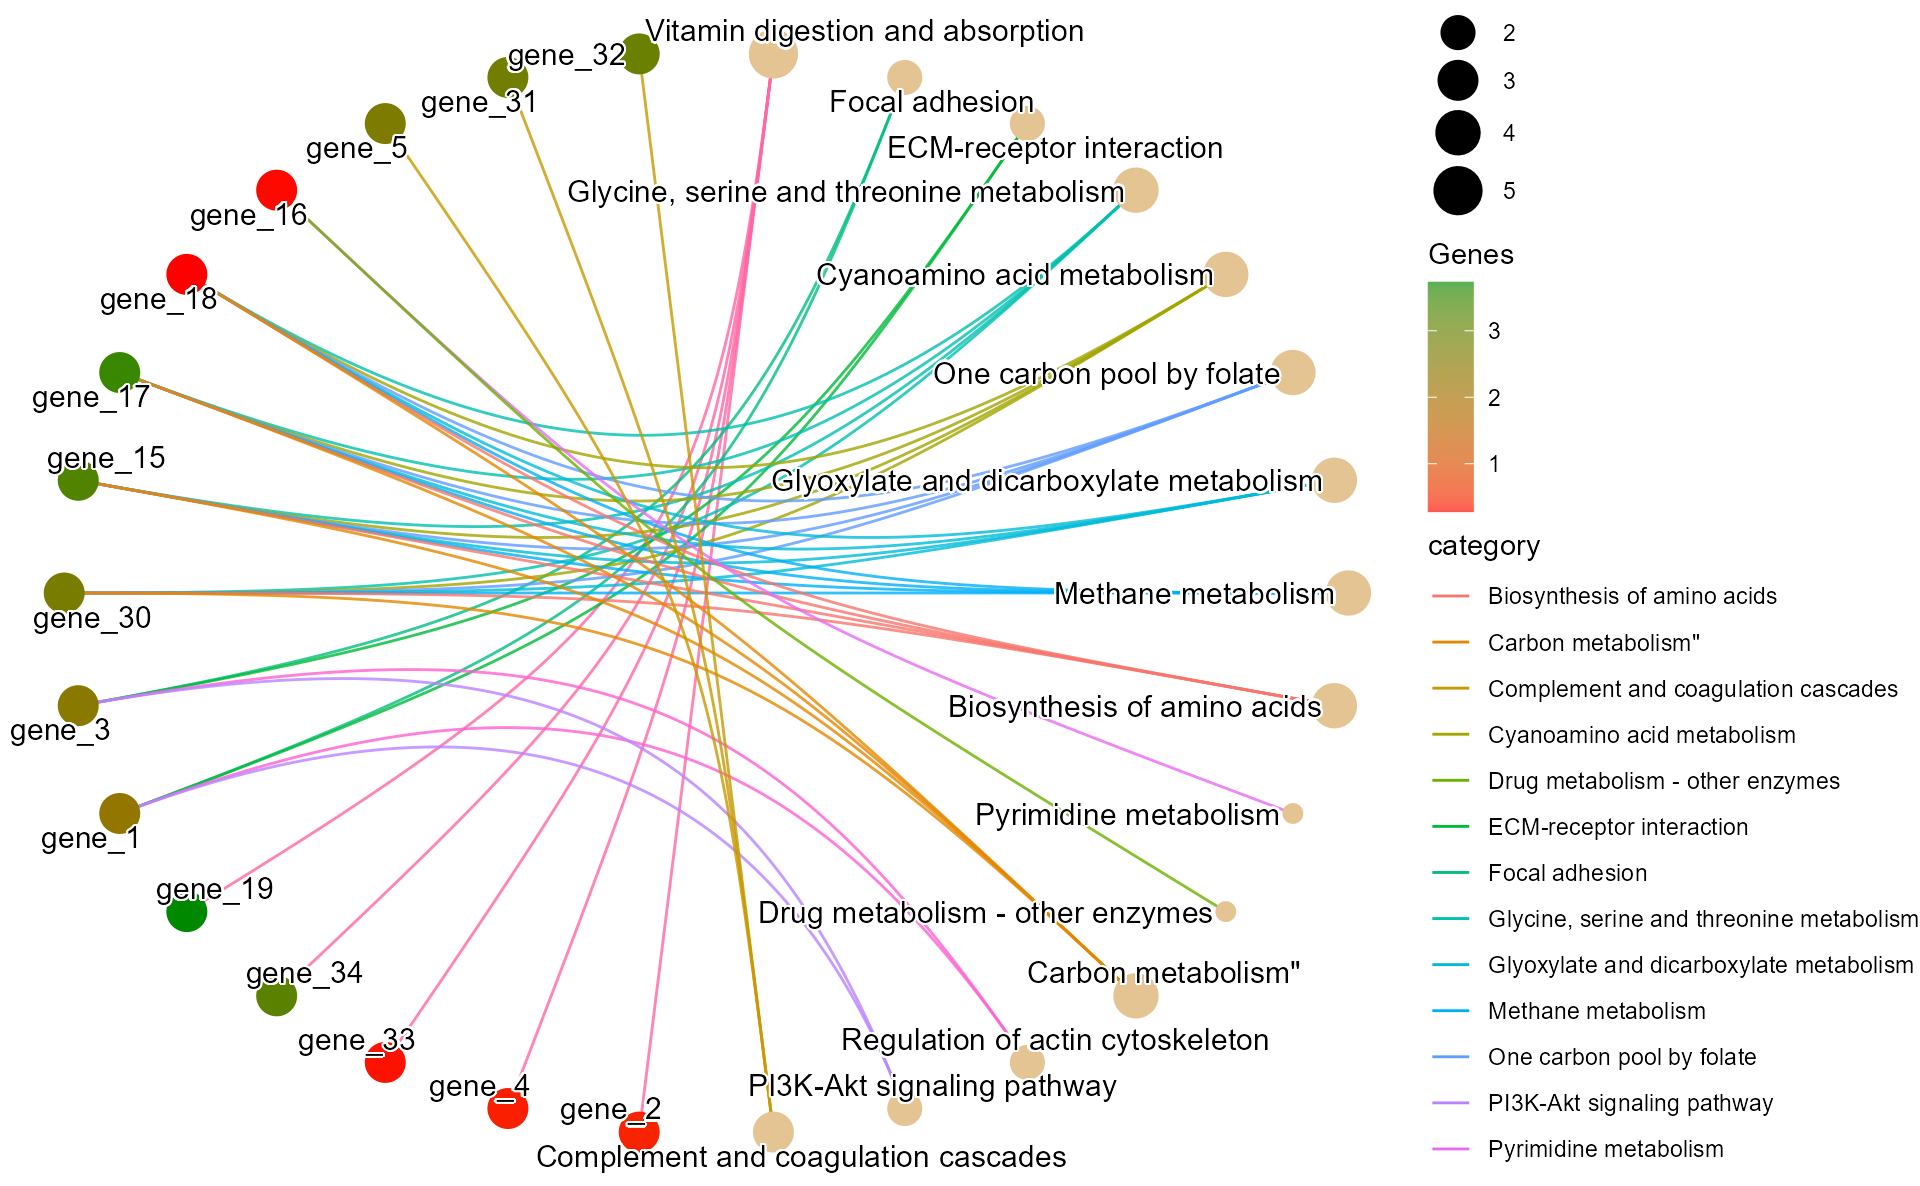 Vitamin digestion and absorption
gene_32
gene_31
Focal adhesion
gene_5
ECM-receptor interaction
gene_16
Glycine, serine and threonine metabolism
gene_18
Cyanoamino acid metabolism
gene_17
One carbon pool by folate
gene_15
Glyoxylate and dicarboxylate metabolism
gene_30
Methane metabolism
gene_3
Biosynthesis of amino acids
gene_1
Pyrimidine metabolism
gene_19
Drug metabolism - other enzymes
gene_34
Carbon metabolism"
gene_33
Regulation of actin cytoskeleton
gene_4
PI3K-Akt signaling pathway
gene_2
Complement and coagulation cascades
2
3
4
5
Genes
3
2
1
category
Biosynthesis of amino acids
Carbon metabolism"
Complement and coagulation cascades
Cyanoamino acid metabolism
Drug metabolism - other enzymes
ECM-receptor interaction
Focal adhesion
Glycine, serine and threonine metabolism
Glyoxylate and dicarboxylate metabolism
Methane metabolism
One carbon pool by folate
PI3K-Akt signaling pathway
Pyrimidine metabolism